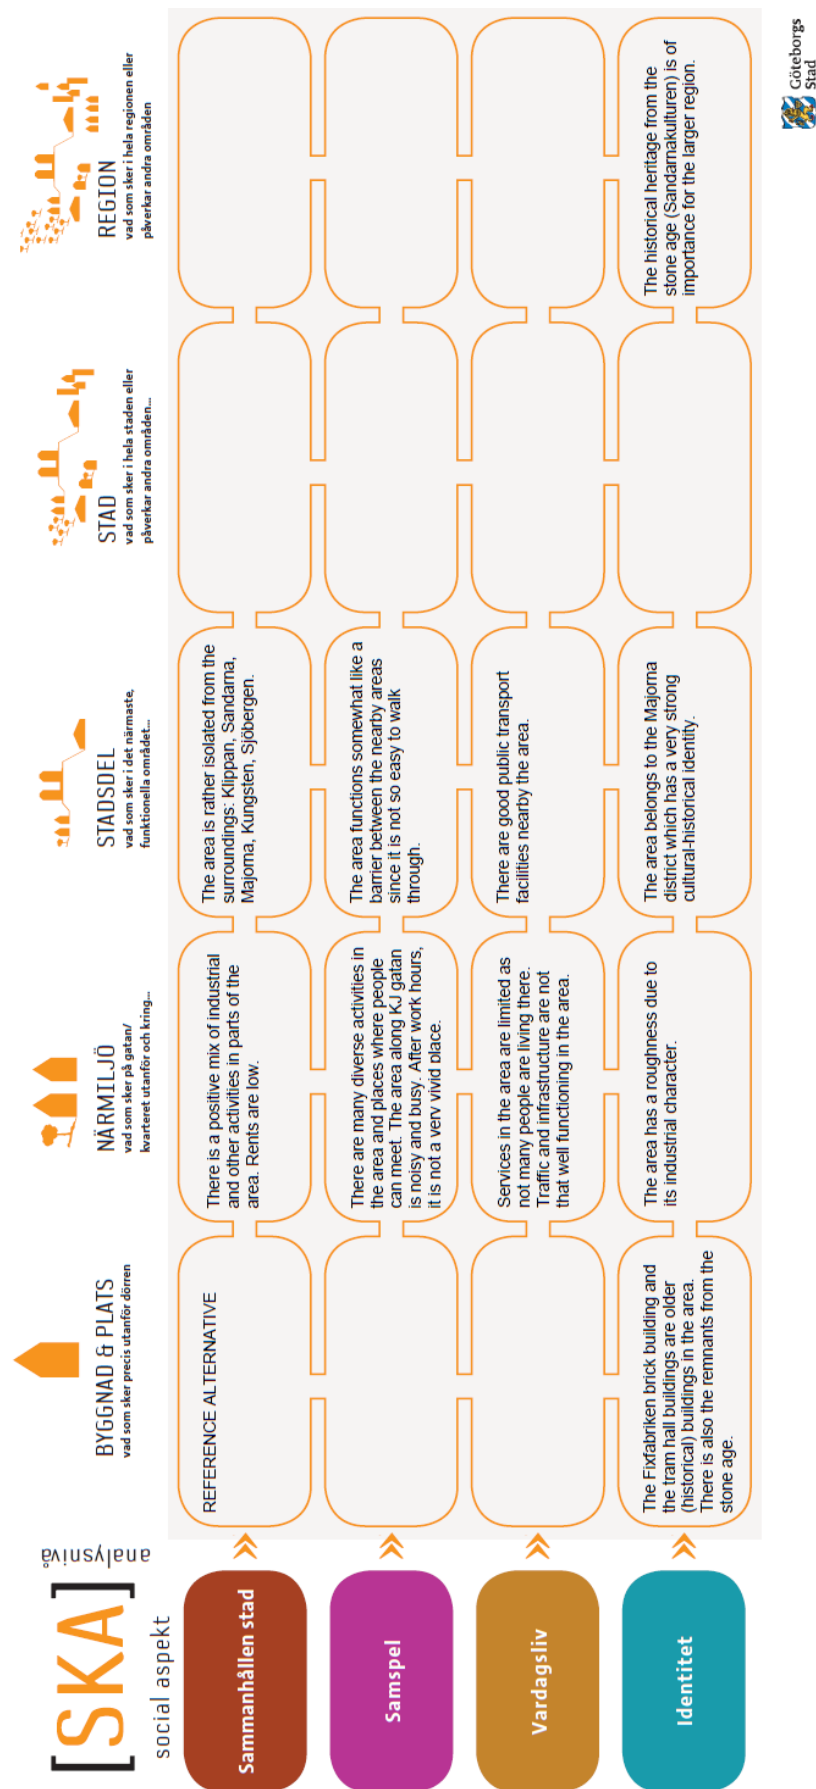 [SKA]
analysnivå
social aspekt
BYGGNAD & PLATS
vad som sker precis utanför dörren
NÄRMILJÖ
vad som sker på gatan/
kvarteret utanför och kring...
STADSDEL
vad som sker i det närmaste,
funktionella området...
STAD
vad som sker i hela staden eller
påverkar andra områden...
REGION
vad som sker i hela regionen eller
påverkar andra områden
Sammanhållen stad
REFERENCE ALTERNATIVE
There is a positive mix of industrial
and other activities in parts of the
area. Rents are low.
The area is rather isolated from the
surroundings: Klippan, Sandarna,
Majorna, Kungsten, Sjöbergen.
Samspel
There are many diverse activities in
the area and places where people
can meet. The area along KJ gatan
is noisy and busy. After work hours,
it is not a very vivid place.
The area functions somewhat like a
barrier between the nearby areas
since it is not so easy to walk
through.
Vardagsliv
Services in the area are limited as
not many people are living there.
Traffic and infrastructure are not
that well functioning in the area.
There are good public transport
facilities nearby the area.
Identitet
The Fixfabriken brick building and
the tram hall buildings are older
(historical) buildings in the area.
There is also the remnants from the
stone age.
The area has a roughness due to
its industrial character.
The area belongs to the Majorna
district which has a very strong
cultural-historical identity.
The historical heritage from the
stone age (Sandarnakulturen) is of
importance for the larger region.
Göteborgs
Stad